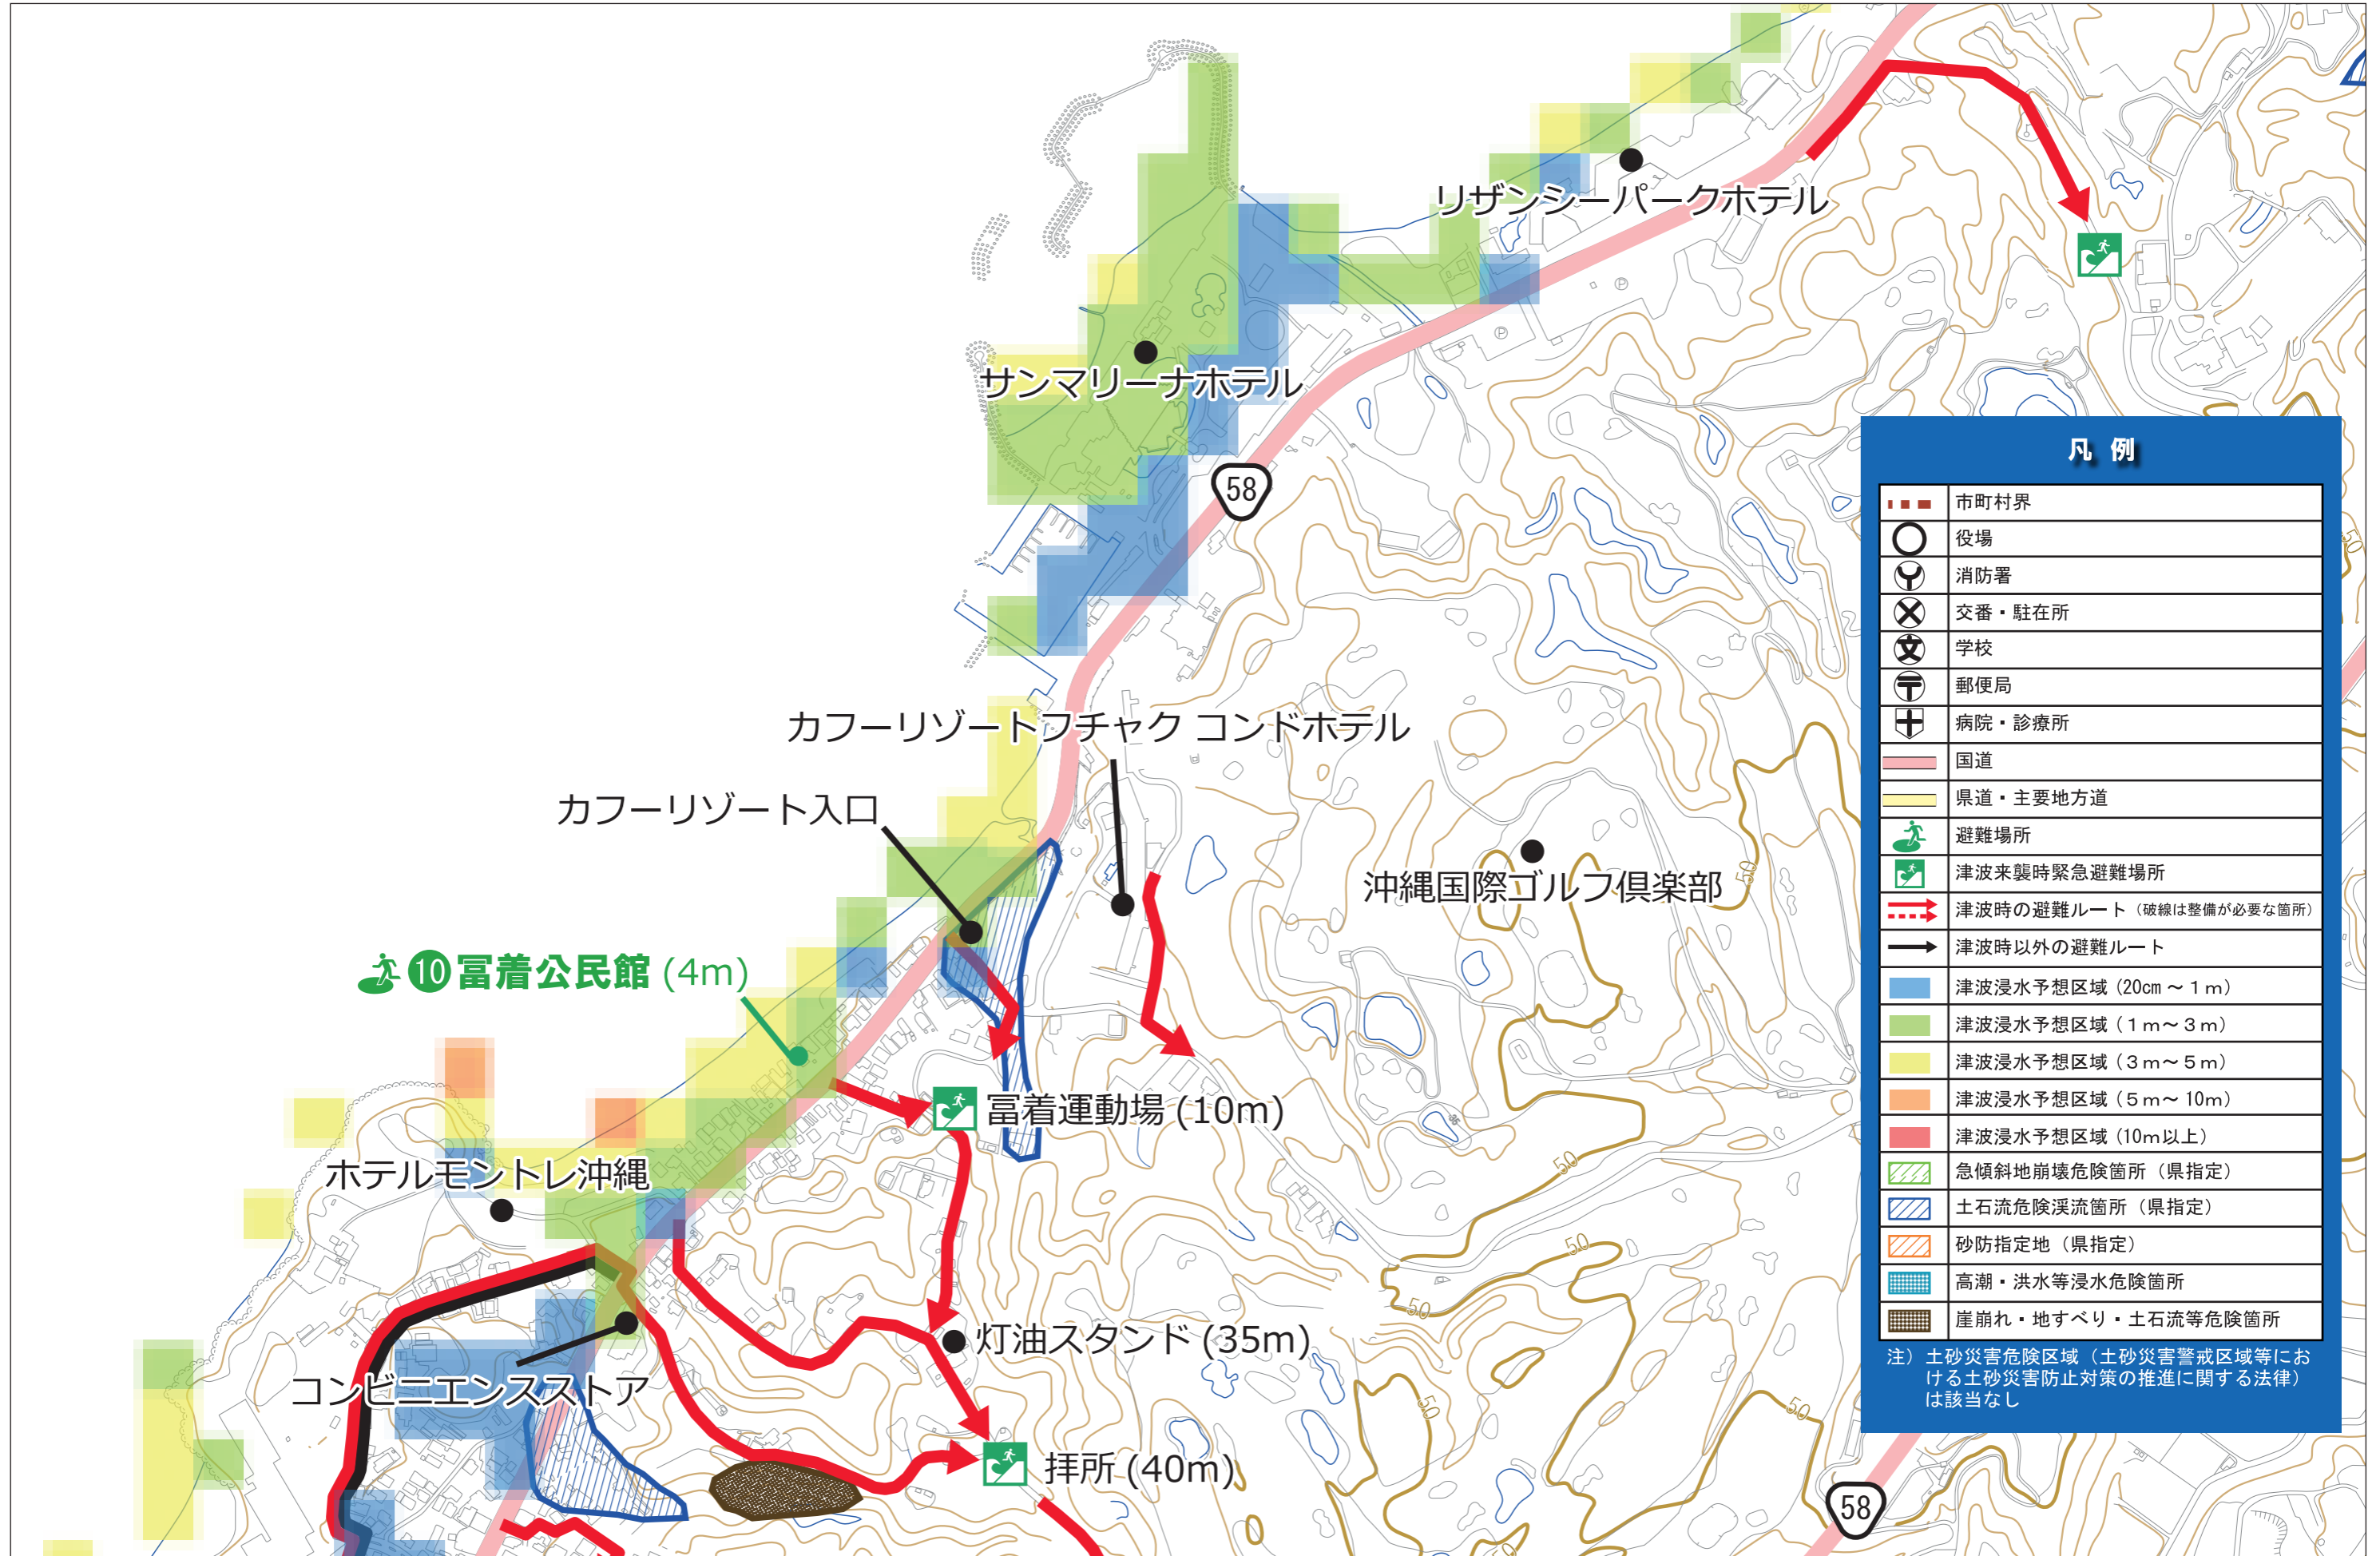 リザンシーパークホテル
サンマリーナホテル
58
カフーリゾートフチャク コンドホテル
カフーリゾート入口
沖縄国際ゴルフ倶楽部
⑩冨着公民館 (4m)
冨着運動場 (10m)
ホテルモントレ沖縄
灯油スタンド (35m)
コンビニエンスストア
拝所 (40m)
58
50
50
50
50
50
50
50
P
P
凡 例
市町村界
役場
消防署
交番・駐在所
文
学校
郵便局
病院・診療所
国道
県道・主要地方道
避難場所
津波来襲時緊急避難場所
津波時の避難ルート（破線は整備が必要な箇所）
津波時以外の避難ルート
津波浸水予想区域（20cm ～ 1 m）
津波浸水予想区域（1 m～ 3 m）
津波浸水予想区域（3 m～ 5 m）
津波浸水予想区域（5 m～ 10m）
津波浸水予想区域（10m以上）
急傾斜地崩壊危険箇所（県指定）
土石流危険渓流箇所（県指定）
砂防指定地（県指定）
高潮・洪水等浸水危険箇所
崖崩れ・地すべり・土石流等危険箇所
注）土砂災害危険区域（土砂災害警戒区域等にお
ける土砂災害防止対策の推進に関する法律）
は該当なし